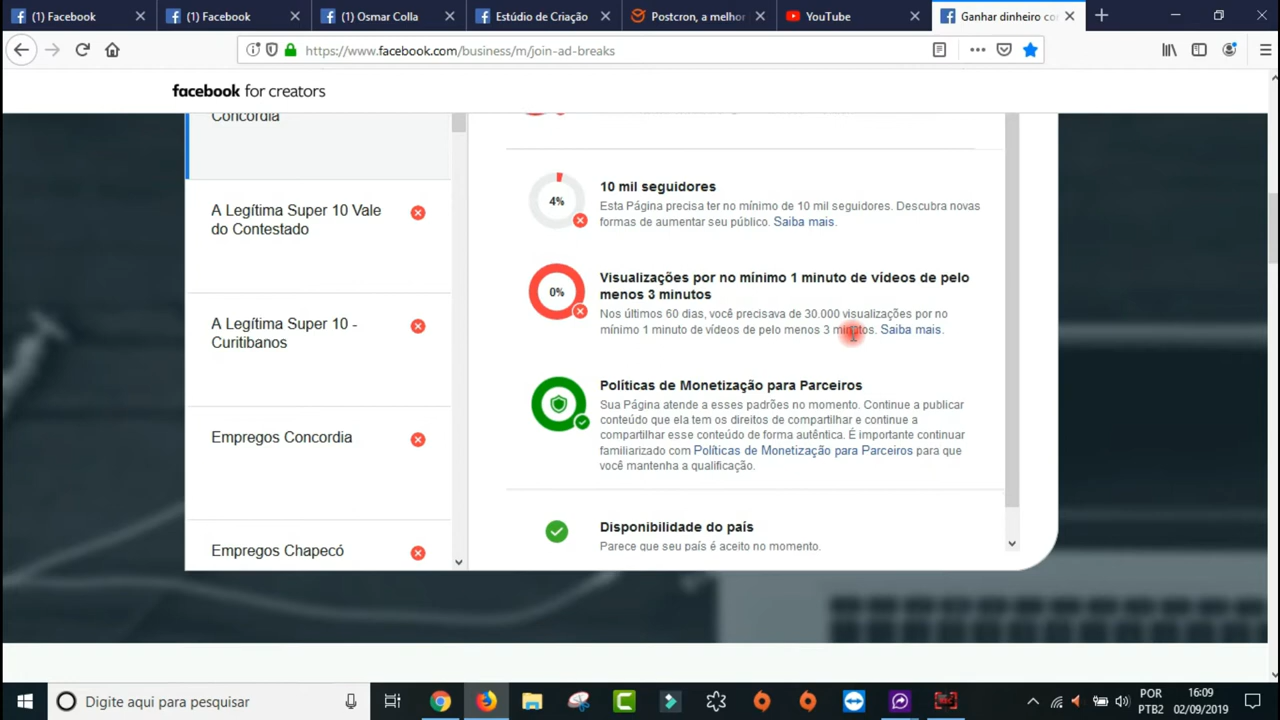 (1) Facebook
(1) Facebook
(1) Osmar Colla
Estúdio de Criação
Postcron, a melhor
YouTube
Ganhar dinheiro co
https://www.facebook.com/business/m/join-ad-breaks
facebook for creators
Concordia
A Legítima Super 10 Vale
do Contestado
A Legítima Super 10 -
Curitibanos
Empregos Concordia
Empregos Chapecó
4%
10 mil seguidores
Esta Página precisa ter no mínimo de 10 mil seguidores. Descubra novas
formas de aumentar seu público. Saiba mais.
0%
Visualizações por no mínimo 1 minuto de vídeos de pelo
menos 3 minutos
Nos últimos 60 dias, você precisava de 30.000 visualizações por no
mínimo 1 minuto de vídeos de pelo menos 3 minutos. Saiba mais.
Políticas de Monetização para Parceiros
Sua Página atende a esses padrões no momento. Continue a publicar
conteúdo que ela tem os direitos de compartilhar e continue a
compartilhar esse conteúdo de forma autêntica. É importante continuar
familiarizado com Políticas de Monetização para Parceiros para que
você mantenha a qualificação.
Disponibilidade do país
Parece que seu país é aceito no momento.
Digite aqui para pesquisar
POR
PTB2
16:09
02/09/2019